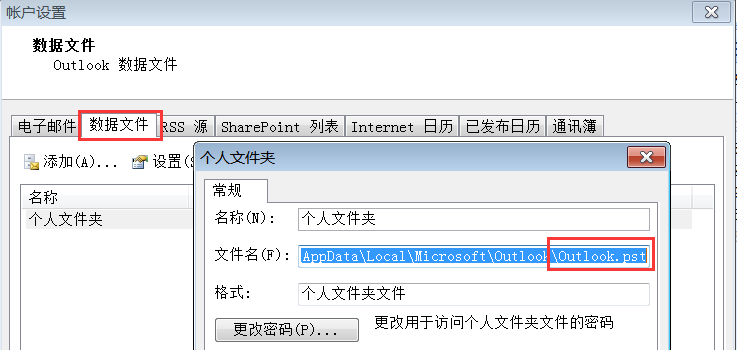 帐户设置
数据文件
Outlook 数据文件
电子邮件 数据文件 RSS 源 SharePoint 列表 Internet 日历 已发布日历 通讯簿
添加(A)... 设置(S
名称
个人文件夹
个人文件夹
常规
名称(N): 个人文件夹
文件名(F): AppData\Local\Microsoft\Outlook\Outlook.pst
格式: 个人文件夹文件
更改密码(P)... 更改用于访问个人文件夹文件的密码